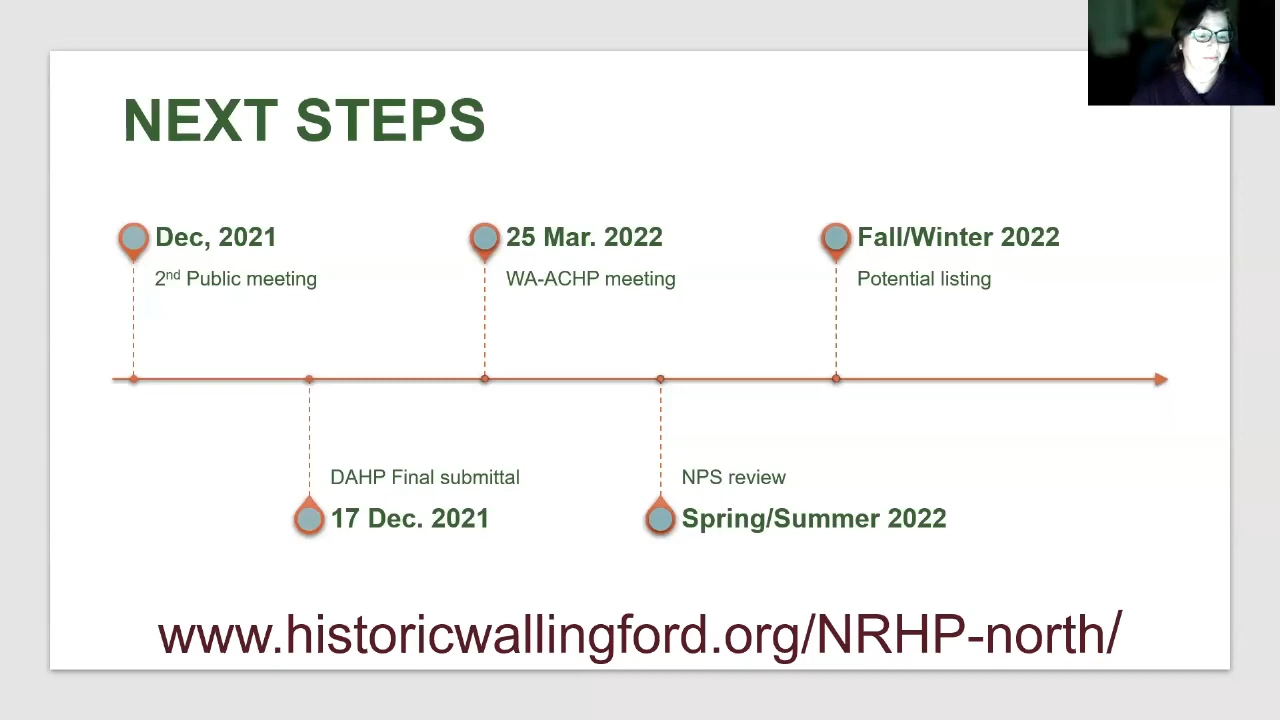 NEXT STEPS
Dec, 2021
2nd Public meeting
25 Mar. 2022
WA-ACHP meeting
Fall/Winter 2022
Potential listing
DAHP Final submittal
17 Dec. 2021
NPS review
Spring/Summer 2022
www.historicwallingford.org/NRHP-north/